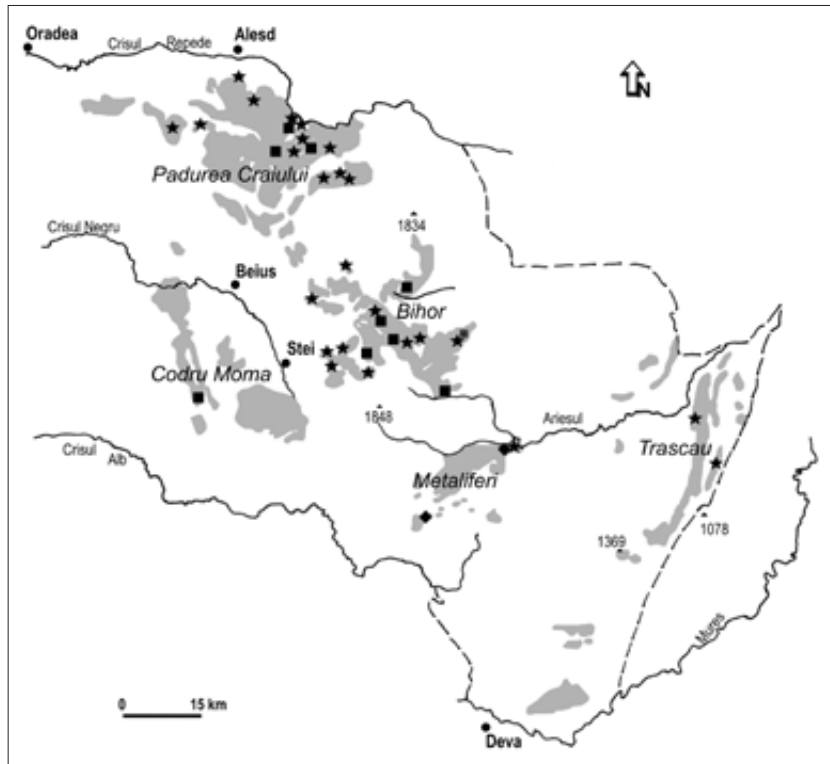 Oradea
Alesd
Crisul Repede
N
Padurea Craiului
1834
Crisul Negru
Beius
Bihor
Stei
Codru Moma
1848
Ariesul
Trascau
Crisul Alb
Metaliferi
1078
1369
Mures
0 15 km
Deva